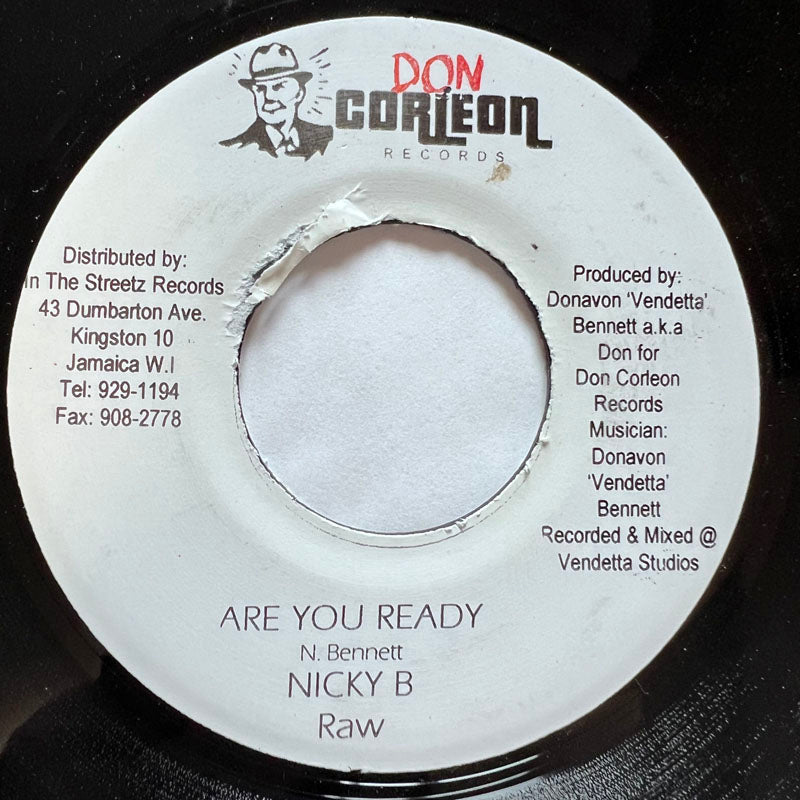 DON
CORLEON
RECORDS
Distributed by:
In The Streetz Records
43 Dumbarton Ave.
Kingston 10
Jamaica W.I
Tel: 929-1194
Fax: 908-2778
Produced by:
Donavon 'Vendetta'
Bennett a.k.a
Don for
Don Corleon
Records
Musician:
Donavon
'Vendetta'
Bennett
Recorded & Mixed @
Vendetta Studios
ARE YOU READY
N. Bennett
NICKY B
Raw